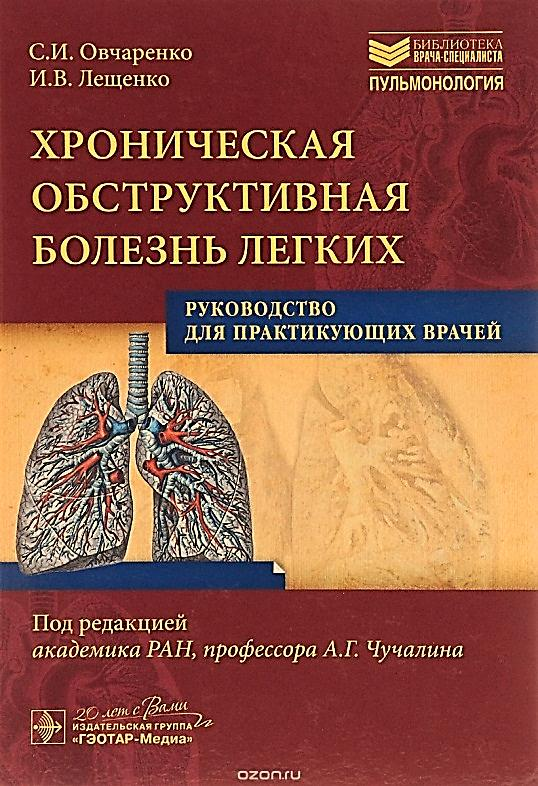 С.И. Овчаренко
И.В. Лещенко
БИБЛИОТЕКА
ВРАЧА-СПЕЦИАЛИСТА
ПУЛЬМОНОЛОГИЯ
ХРОНИЧЕСКАЯ
ОБСТРУКТИВНАЯ
БОЛЕЗНЬ ЛЕГКИХ
РУКОВОДСТВО
ДЛЯ ПРАКТИКУЮЩИХ ВРАЧЕЙ
Под редакцией
академика РАН, профессора А.Г. Чучалина
20 лет с Вами
ИЗДАТЕЛЬСКАЯ ГРУППА
«ГЭОТАР-Медиа»
ozon.ru